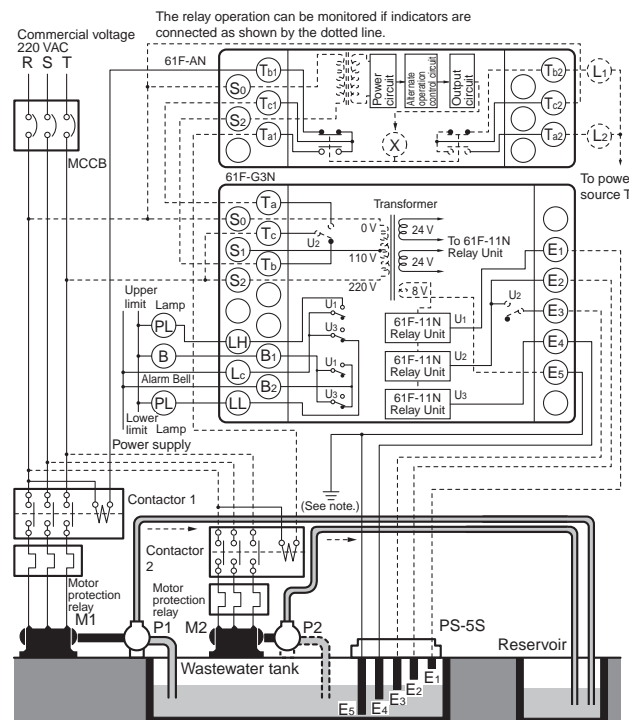 The relay operation can be monitored if indicators are
connected as shown by the dotted line.
Commercial voltage
220 VAC
R S T
61F-AN
Tb1
S0
Tc1
S2
Ta1
Power
circuit
Alternate
operation
control circuit
Output
circuit
X
Tb2
L1
Tc2
Ta2
L2
MCCB
To power
source T
61F-G3N
Ta
S0
Tc
S1
Tb
S2
U2
Transformer
0 V
110 V
220 V
24 V
24 V
8 V
To 61F-11N
Relay Unit
E1
E2
U2
E3
E4
E5
Upper
limit
Lamp
PL
B
Alarm Bell
PL
Lower
limit
Lamp
Power supply
LH
B1
Lc
B2
LL
U1
U3
U1
U3
61F-11N
Relay Unit
U1
61F-11N
Relay Unit
U2
61F-11N
Relay Unit
U3
(See note.)
Contactor 1
Contactor
2
Motor
protection
relay
M1
P1
Motor
protection
relay
M2
P2
PS-5S
Reservoir
Wastewater tank
E5
E4
E3
E2
E1